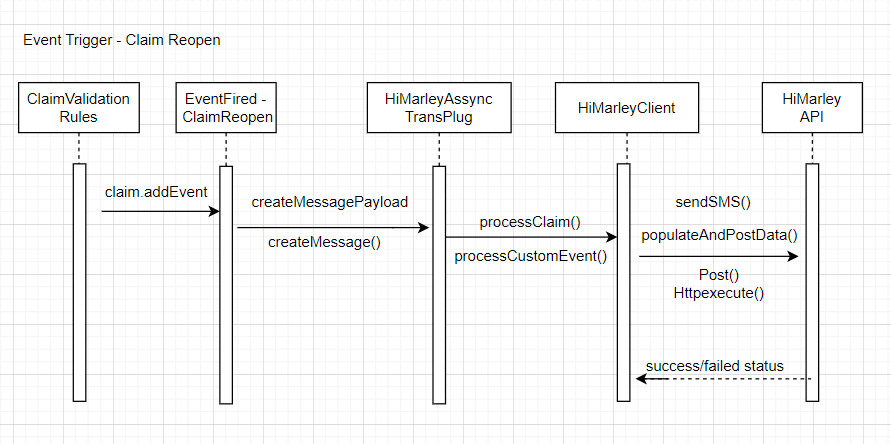 Event Trigger - Claim Reopen
ClaimValidation
Rules
EventFired -
ClaimReopen
HiMarleyAssync
TransPlug
HiMarleyClient
HiMarley
API
claim.addEvent
createMessagePayload
createMessage()
processClaim()
processCustomEvent()
sendSMS()
populateAndPostData()
Post()
Httpexecute()
success/failed status